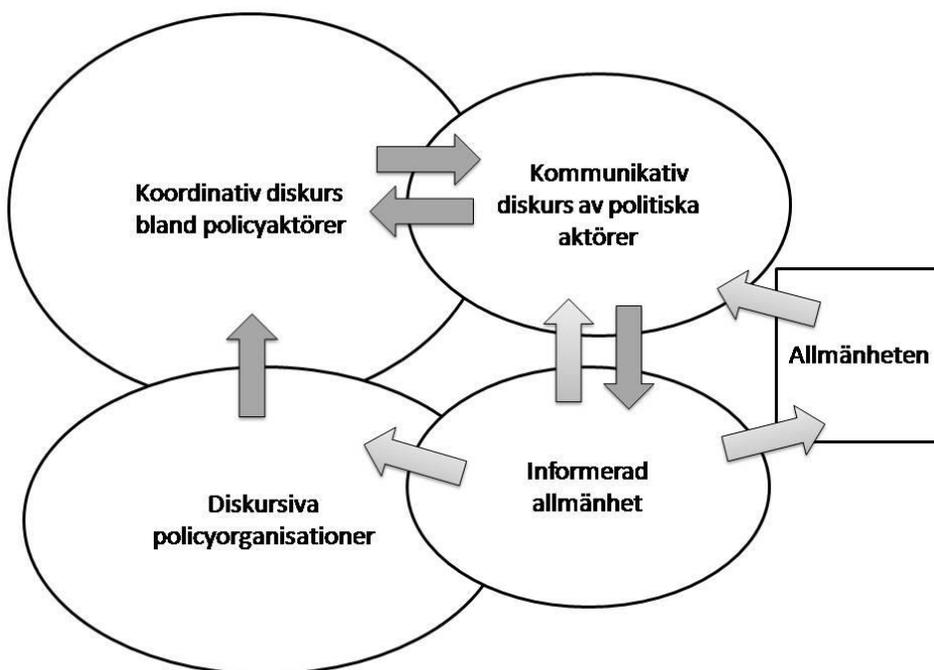 Koordinativ diskurs
bland policyaktörer
Kommunikativ
diskurs av politiska
aktörer
Allmänheten
Diskursiva
policyorganisationer
Informerad
allmänhet